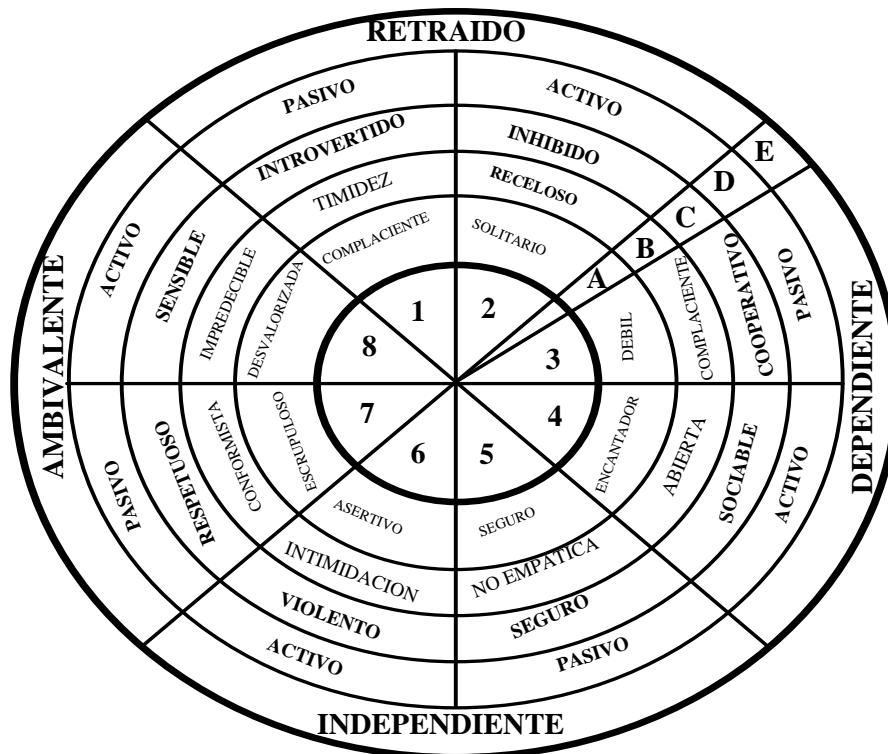 RETRAIDO
PASIVO
ACTIVO
INTROVERTIDO
INHIBIDO
TIMIDEZ
RECELOSO
COMPLACIENTE
SOLITARIO
E
D
C
B
A
AMBIVALENTE
ACTIVO
SENSIBLE
IMPREDECIBLE
DESVALORIZADA
1
2
8
3
DEBIL
COMPLACIENTE
COOPERATIVO
PASIVO
DEPENDIENTE
PASIVO
RESPETUOSO
CONFORMISTA
ESCRUPULOSO
7
4
6
5
ENCANTADOR
ABIERTA
SOCIABLE
ACTIVO
ASERTIVO
SEGURO
INTIMIDACION
NO EMPATICA
VIOLENTO
SEGURO
ACTIVO
PASIVO
INDEPENDIENTE